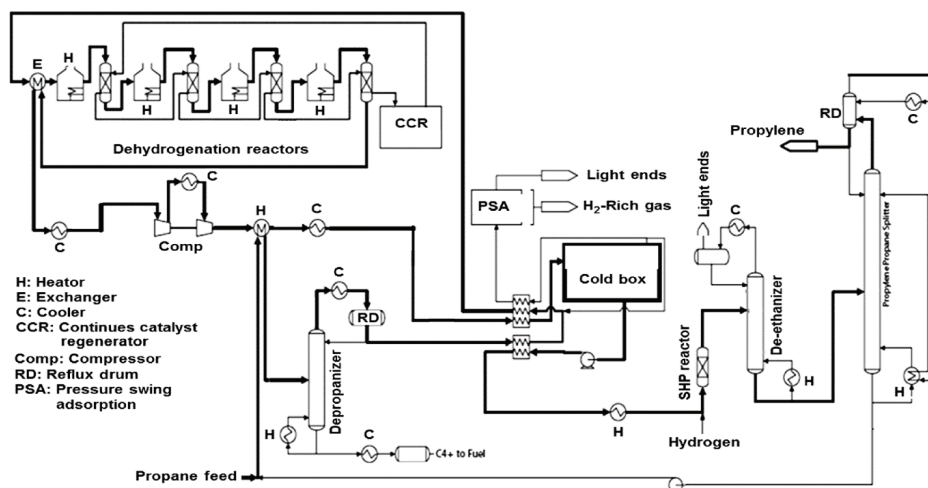 H
E
H
H
H
CCR
Dehydrogenation reactors
C
C
Comp
H
C
PSA
Light ends
H₂-Rich gas
Cold box
Light ends
C
De-ethanizer
H
SHP reactor
H
Hydrogen
Propylene
RD
C
Propylene Propane Splitter
H
C
RD
Depropanizer
H
C
C4+ to Fuel
Propane feed
H: Heator
E: Exchanger
C: Cooler
CCR: Continues catalyst
regenerator
Comp: Compressor
RD: Reflux drum
PSA: Pressure swing
adsorption